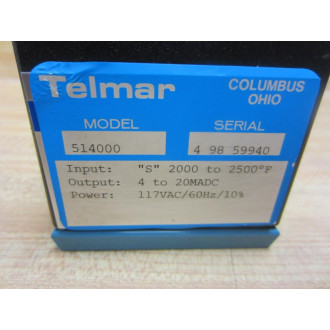 Telmar
COLUMBUS
OHIO
MODEL
SERIAL
514000
4 98 59940
Input: "S" 2000 to 2500°F
Output: 4 to 20MADC
Power: 117VAC/60Hz/10%